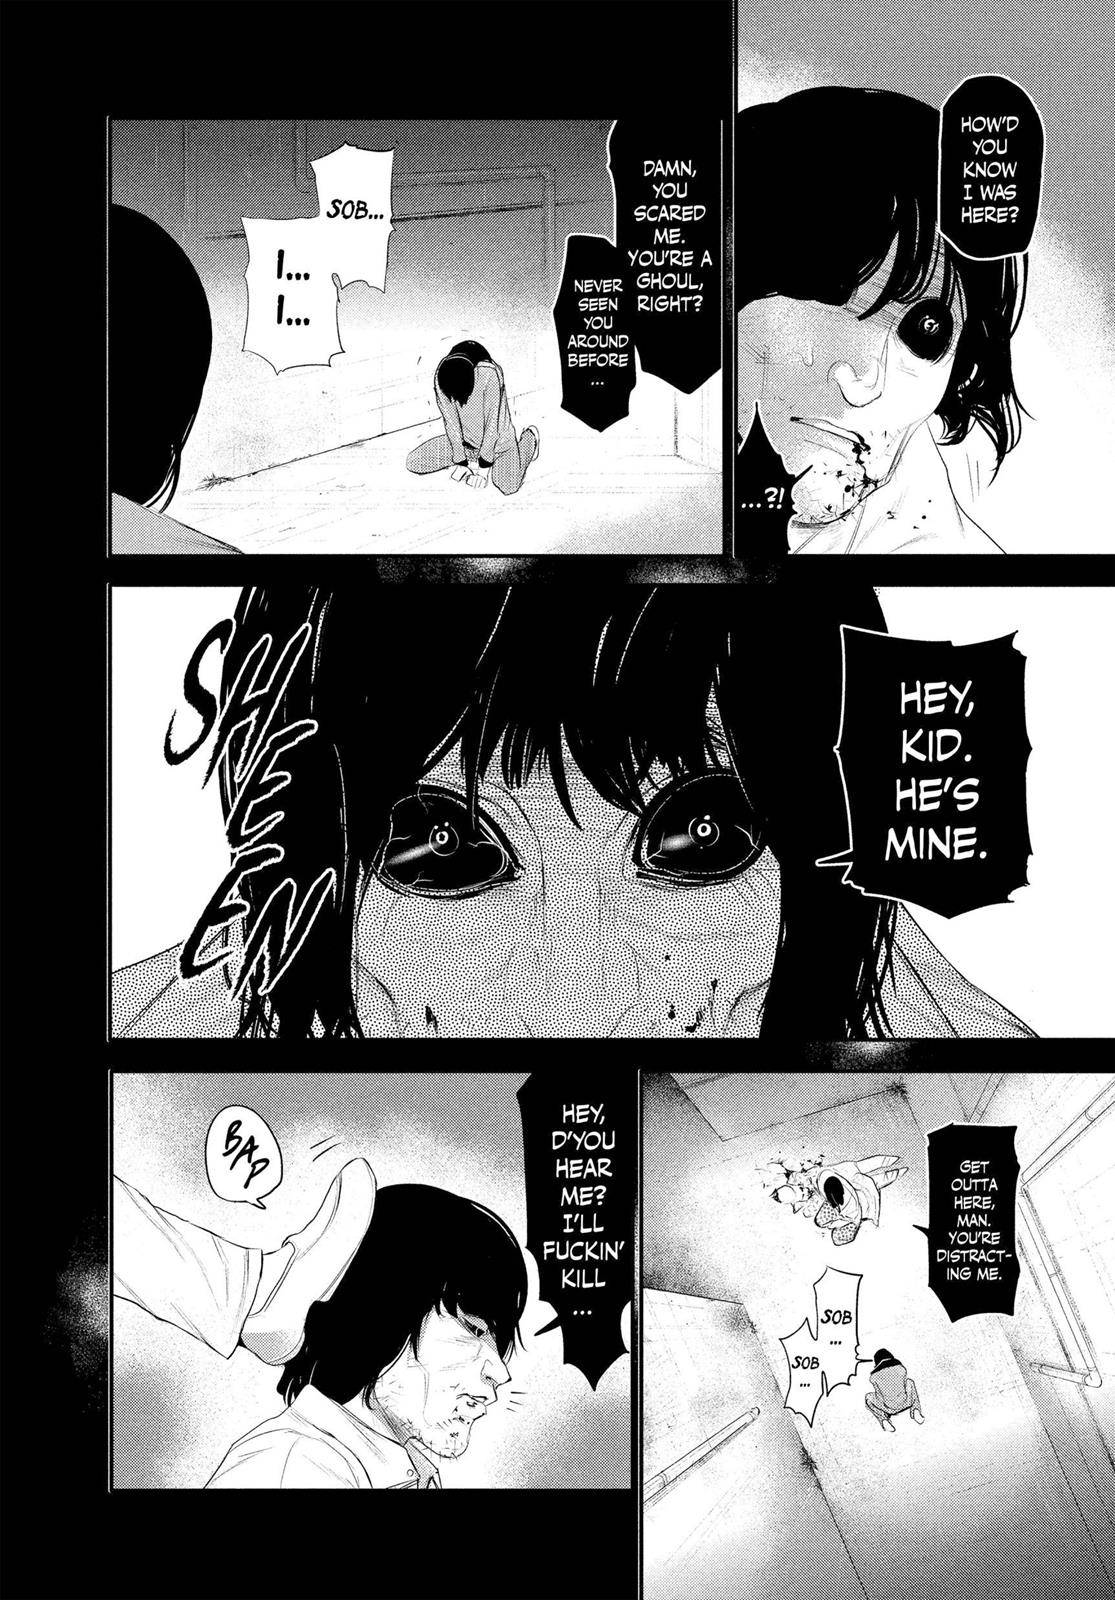 HOW'D
YOU
KNOW
I WAS
HERE?
...?!
DAMN,
YOU
SCARED
ME.
YOU'RE A
GHOUL,
RIGHT?
NEVER
SEEN
YOU
AROUND
BEFORE
...
SOB...
I...
I...
HEY,
KID.
HE'S
MINE.
SHEEEEN
GET
OUTTA
HERE,
MAN.
YOU'RE
DISTRACT-
ING ME.
SOB
...
SOB
...
HEY,
D'YOU
HEAR
ME?
I'LL
FUCKIN'
KILL
...
BAP